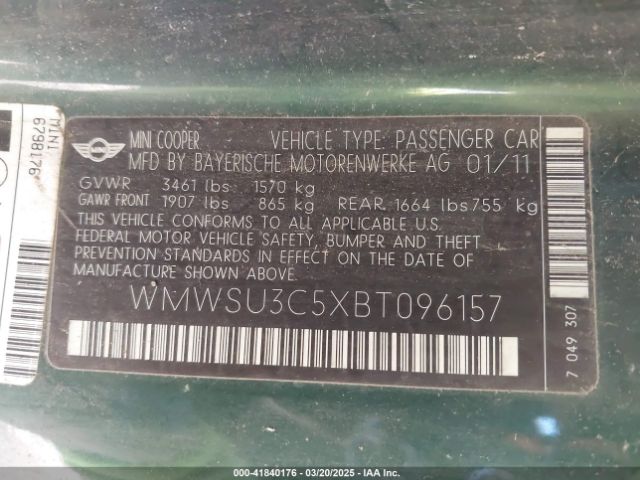 MINI
6798176
MINI COOPER VEHICLE TYPE: PASSENGER CAR
MFD BY BAYERISCHE MOTORENWERKE AG 01/11
GVWR 3461 lbs 1570 kg
GAWR FRONT 1907 lbs 865 kg REAR 1664 lbs 755 kg
THIS VEHICLE CONFORMS TO ALL APPLICABLE U.S.
FEDERAL MOTOR VEHICLE SAFETY, BUMPER AND THEFT
PREVENTION STANDARDS IN EFFECT ON THE DATE OF
MANUFACTURE SHOWN ABOVE.
WMWSU3C5XBT096157
7 049 307
000-41840176 — 03/20/2025 — IAA Inc.